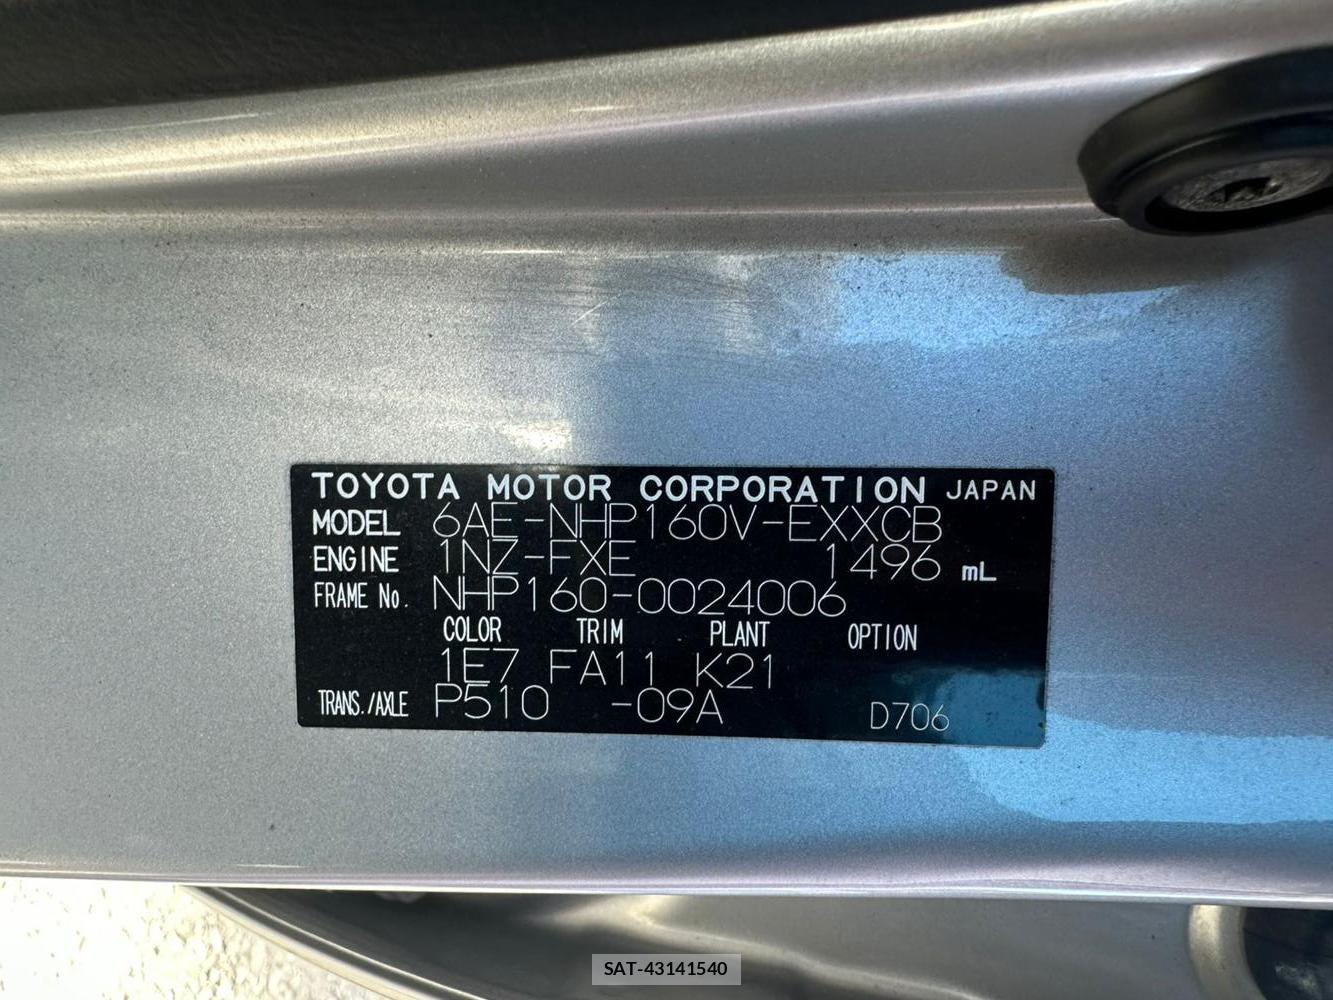 TOYOTA MOTOR CORPORATION JAPAN
MODEL 6AE-NHP160V-EXXCB
ENGINE 1NZ-FXE 1496 mL
FRAME No. NHP160-0024006
COLOR TRIM PLANT OPTION
1E7 FA11 K21
TRANS./AXLE P510 -09A D706
SAT-43141540